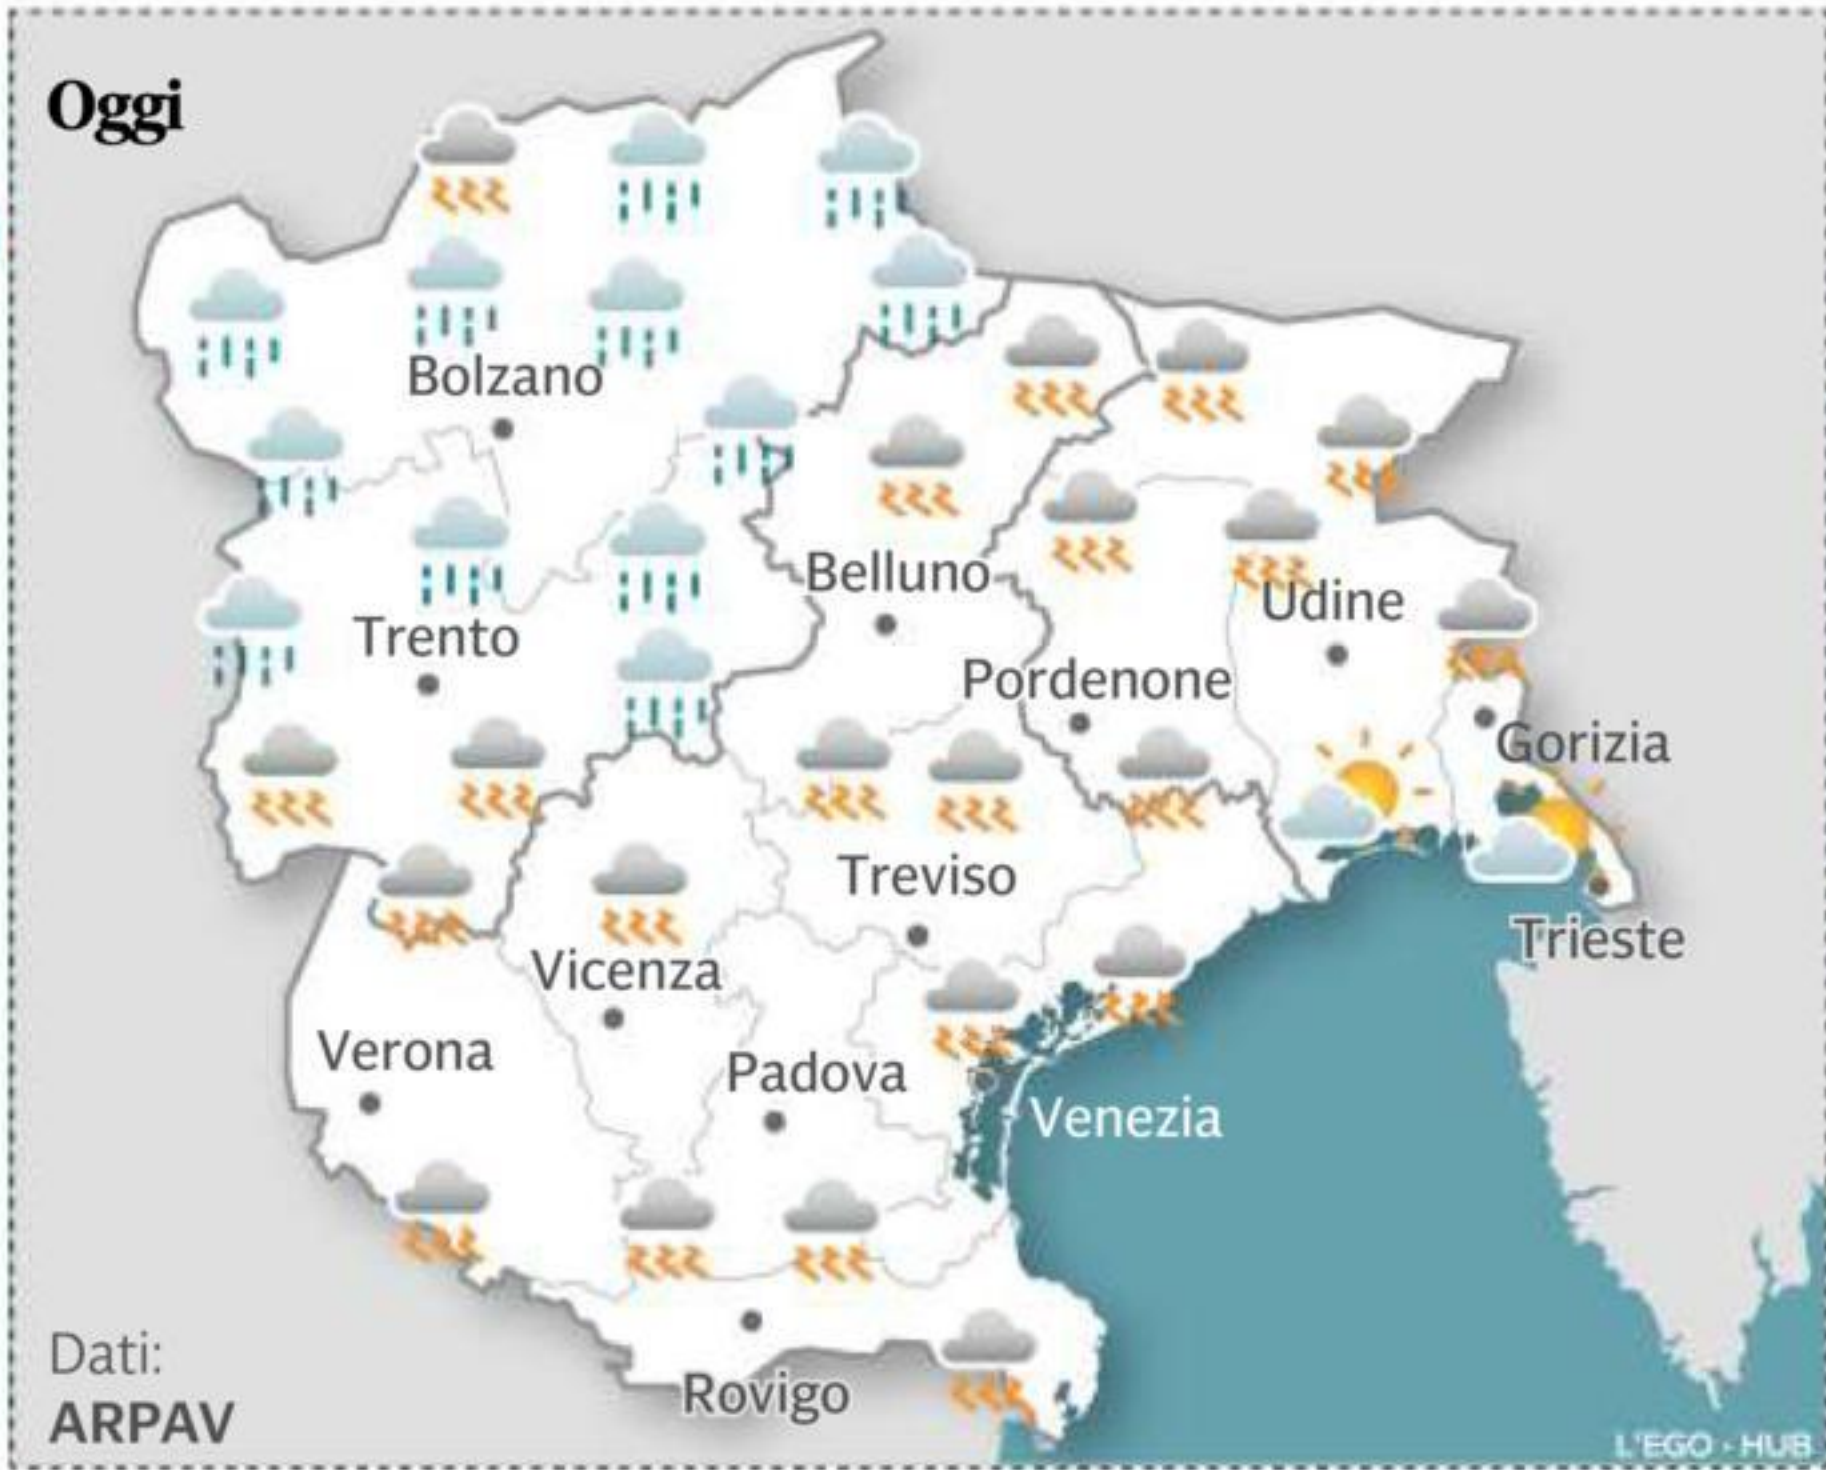 Oggi
Bolzano
Belluno
Udine
Trento
Pordenone
Gorizia
Treviso
Trieste
Vicenza
Verona
Padova
Venezia
Dati:
ARPAV
Rovigo
L'EGO - HUB